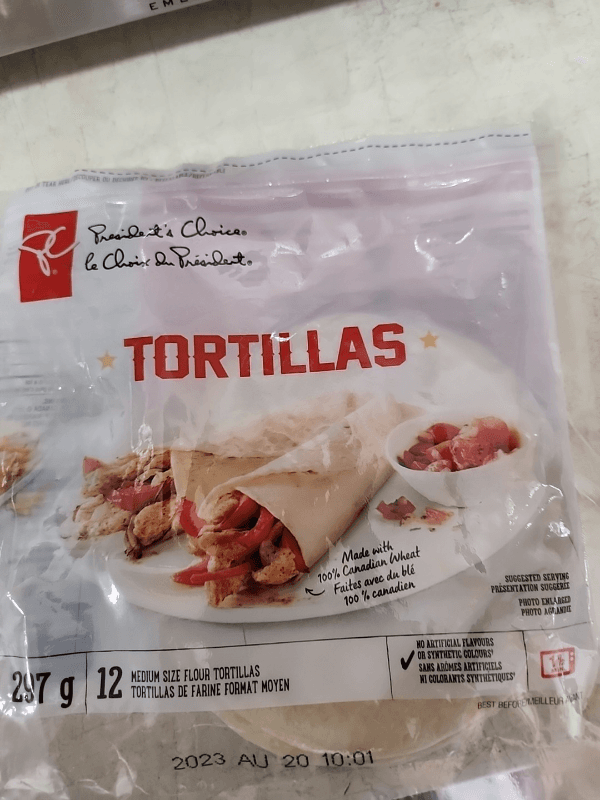 President's Choice®
le Choix du Président®
TORTILLAS
Made with
100% Canadian Wheat
Faites avec du blé
100 % canadien
SUGGESTED SERVING
PRÉSENTATION SUGGÉRÉE
PHOTO ENLARGED
PHOTO AGRANDIE
297 g
12
MEDIUM SIZE FLOUR TORTILLAS
TORTILLAS DE FARINE FORMAT MOYEN
NO ARTIFICIAL FLAVOURS
OR SYNTHETIC COLOURS
SANS ARÔMES ARTIFICIELS
NI COLORANTS SYNTHÉTIQUES
BEST BEFORE/MEILLEUR
2023 AU 20 10:01